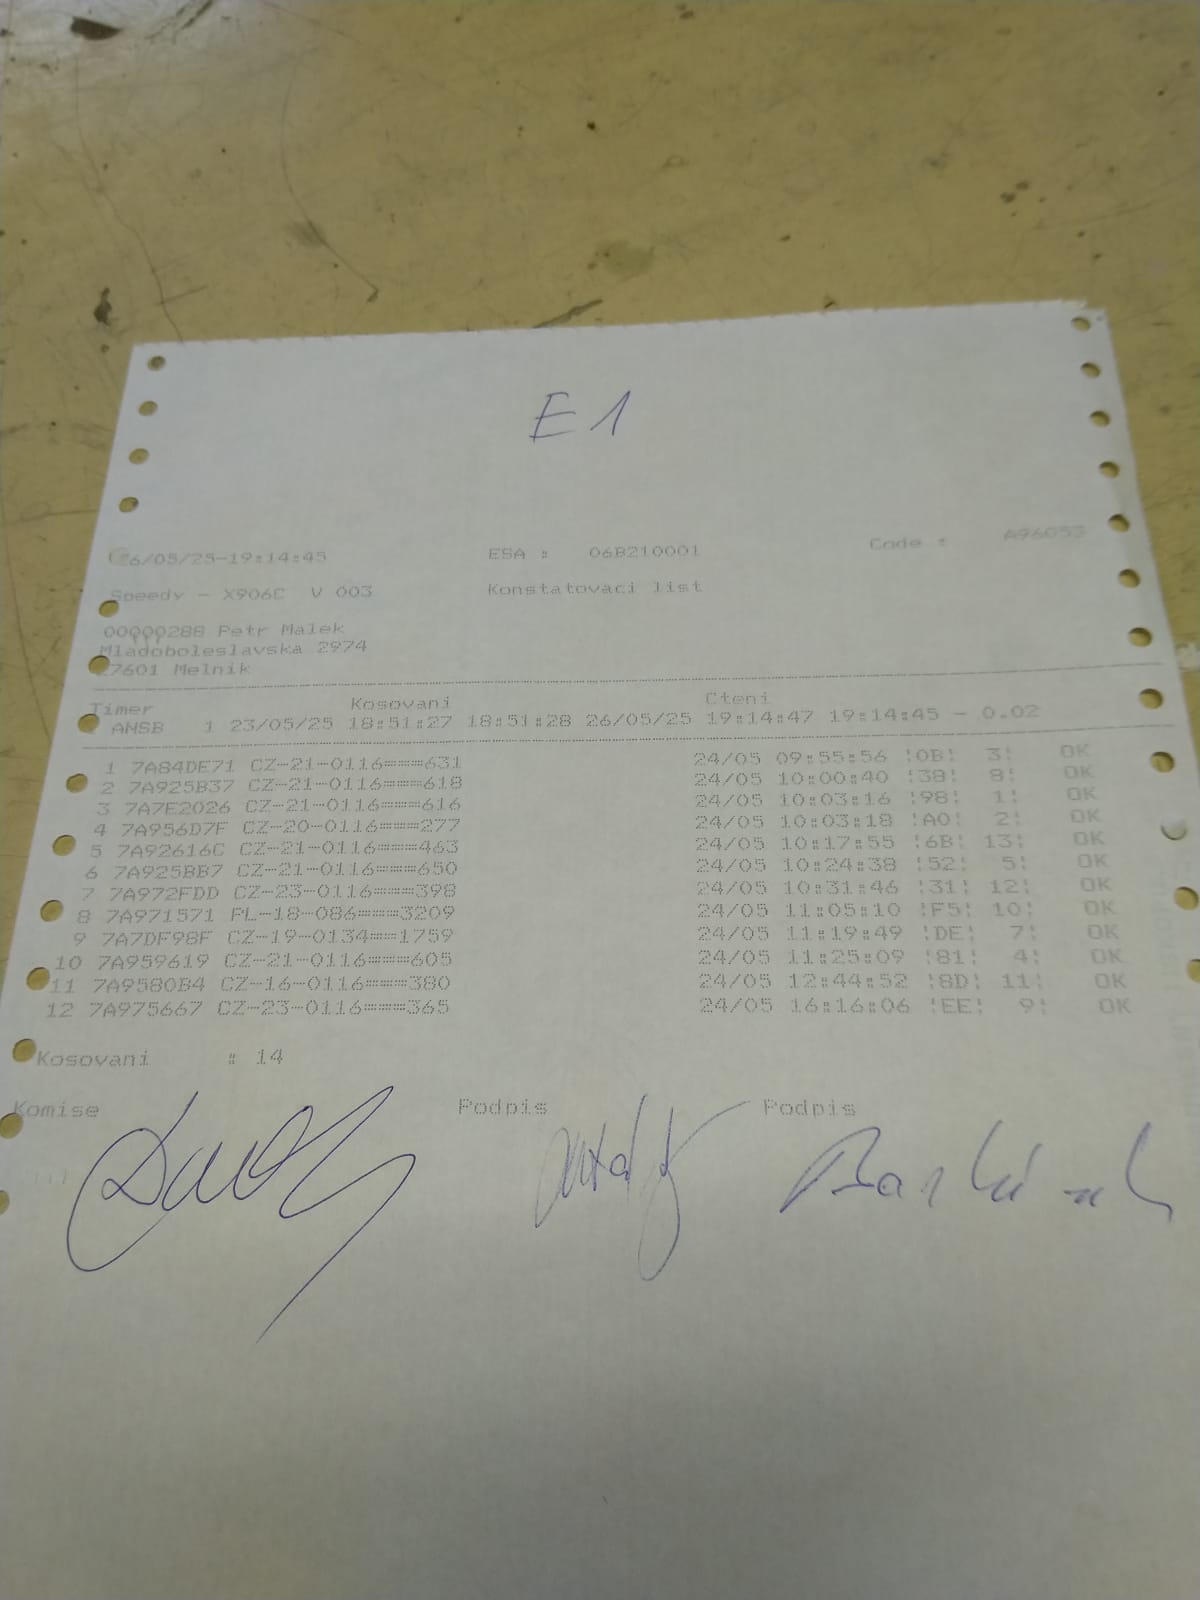 E1
26/05/25-19:14:45 ESA : 06B210001 Code : A96053
Speedy - X906C V 003 Konstatovaci list
00000288 Petr Malek
Mladoboleslavska 2974
27601 Melnik
Timer Kosovani Cteni
ANSB 1 23/05/25 18:51:27 18:51:28 26/05/25 19:14:47 19:14:45 - 0.02
1 7A84DE71 CZ-21-0116===631 24/05 09:55:56 ¦0B¦ 3¦ OK
2 7A925B37 CZ-21-0116===618 24/05 10:00:40 ¦38¦ 8¦ OK
3 7A7E2026 CZ-21-0116===616 24/05 10:03:16 ¦98¦ 1¦ OK
4 7A956D7F CZ-20-0116===277 24/05 10:03:18 ¦A0¦ 2¦ OK
5 7A92616C CZ-21-0116===463 24/05 10:17:55 ¦6B¦ 13¦ OK
6 7A925BB7 CZ-21-0116===650 24/05 10:24:38 ¦52¦ 5¦ OK
7 7A972FDD CZ-23-0116===398 24/05 10:31:46 ¦31¦ 12¦ OK
8 7A971571 PL-18-086===3209 24/05 11:05:10 ¦F5¦ 10¦ OK
9 7A7DF98F CZ-19-0134==1759 24/05 11:19:49 ¦DE¦ 7¦ OK
10 7A959619 CZ-21-0116===605 24/05 11:25:09 ¦81¦ 4¦ OK
11 7A9580B4 CZ-16-0116===380 24/05 12:44:52 ¦8D¦ 11¦ OK
12 7A975667 CZ-23-0116===365 24/05 16:16:06 ¦EE¦ 9¦ OK
Kosovani : 14
Komise Podpis Podpis